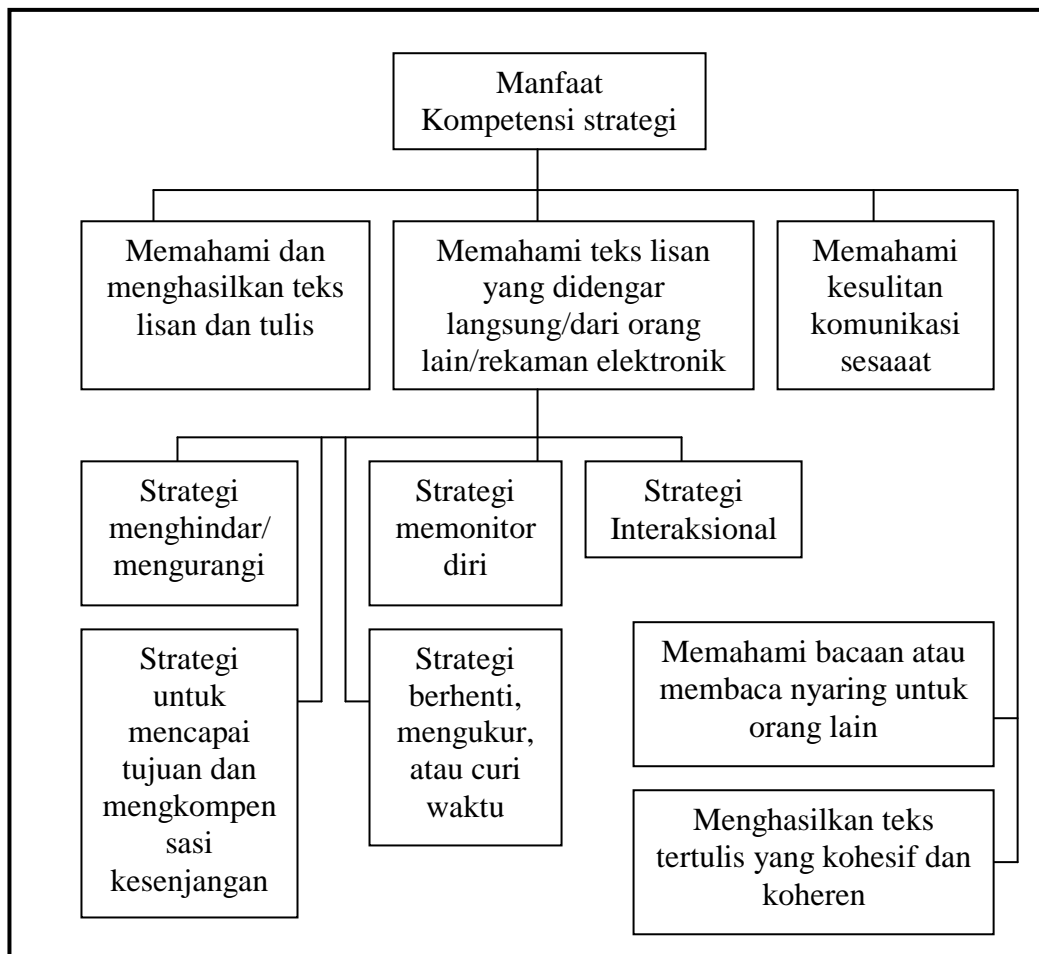 Manfaat
Kompetensi strategi
Memahami dan
menghasilkan teks
lisan dan tulis
Memahami teks lisan
yang didengar
langsung/dari orang
lain/rekaman elektronik
Memahami
kesulitan
komunikasi
sesaaat
Strategi
menghindar/
mengurangi
Strategi
memonitor
diri
Strategi
Interaksional
Strategi
untuk
mencapai
tujuan dan
mengkompen
sasi
kesenjangan
Strategi
berhenti,
mengukur,
atau curi
waktu
Memahami bacaan atau
membaca nyaring untuk
orang lain
Menghasilkan teks
tertulis yang kohesif dan
koheren